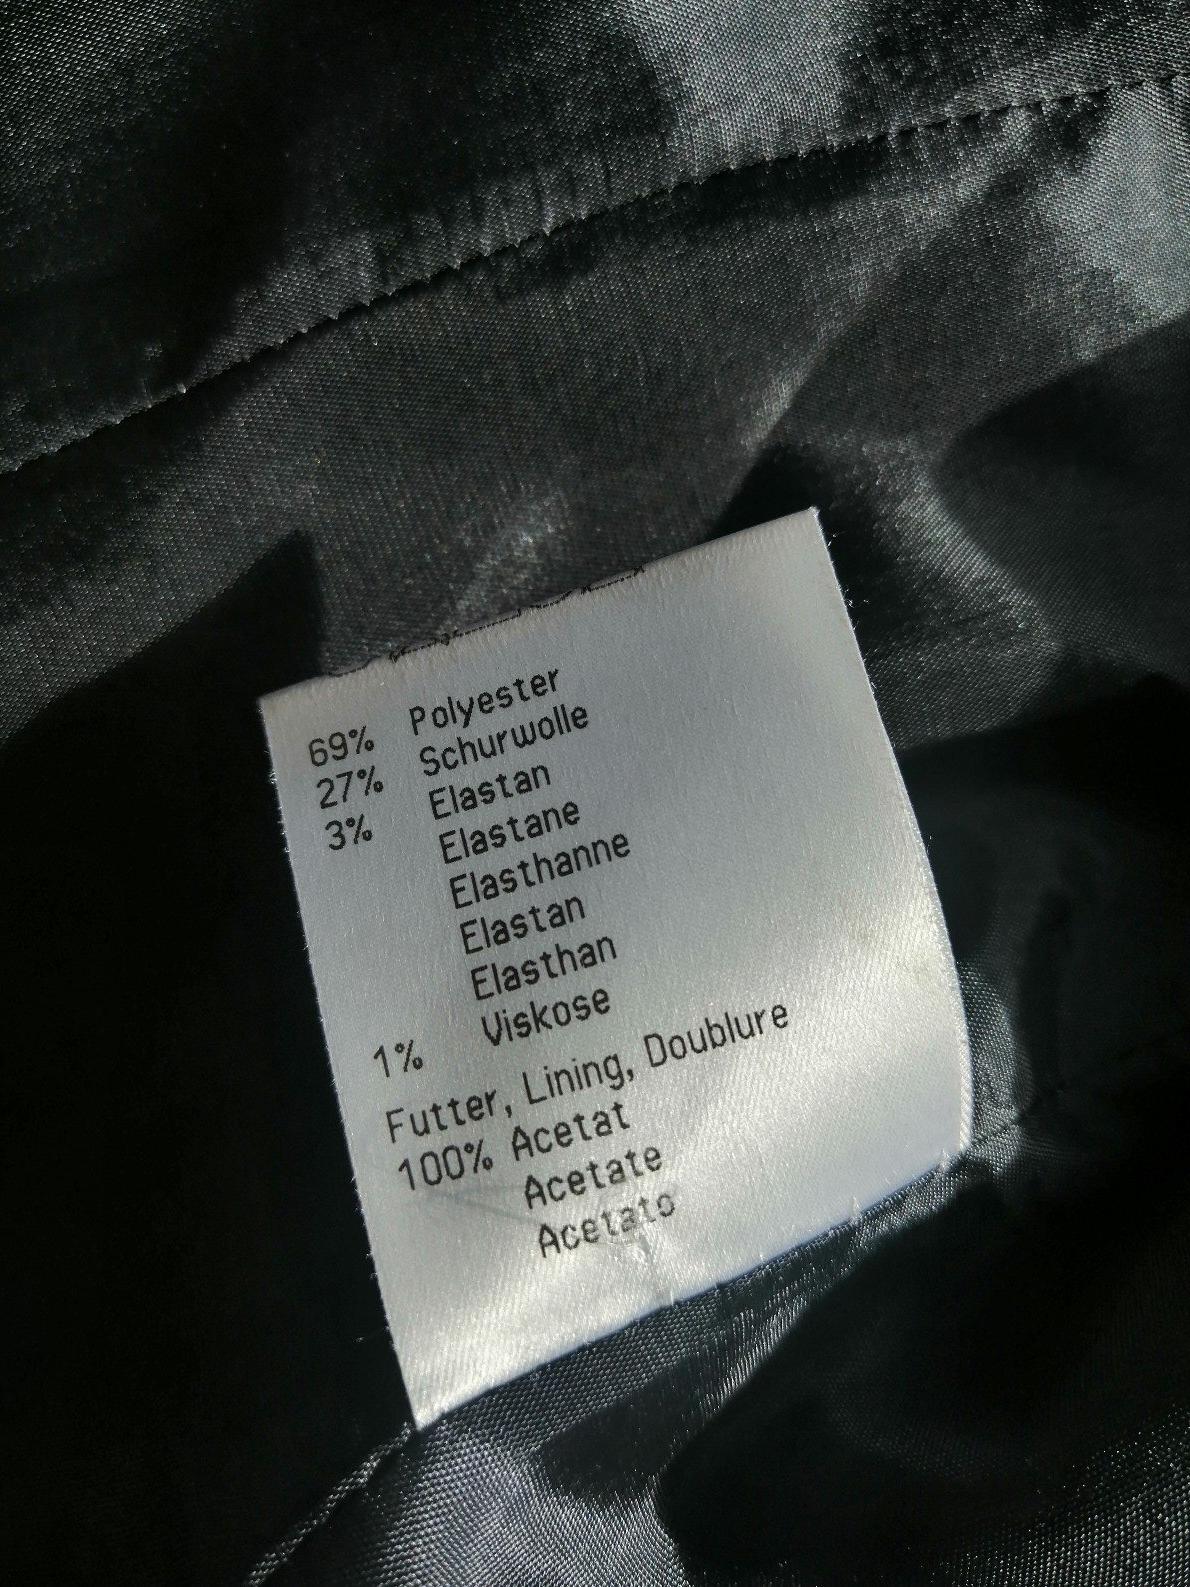 69% Polyester
27% Schurwolle
3% Elastan
Elastane
Elasthanne
Elastan
Elasthan
1% Viskose
Futter, Lining, Doublure
100% Acetat
Acetate
Acetato